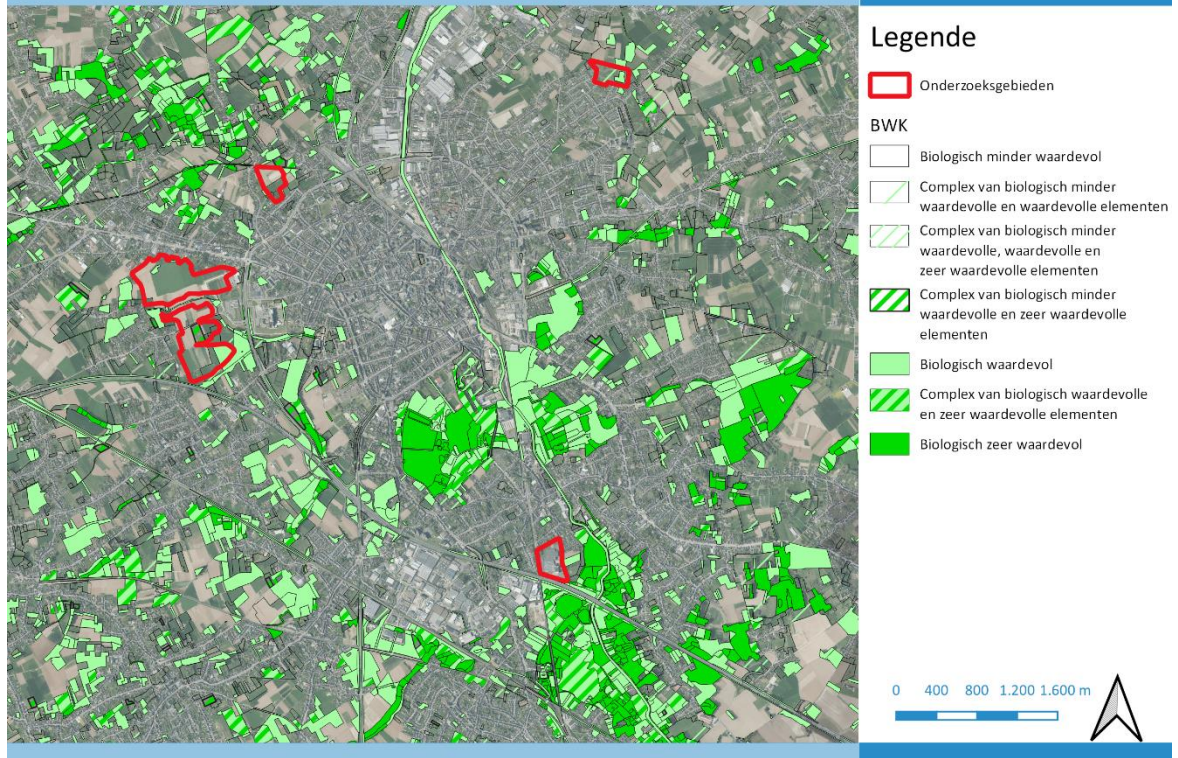 Legende
Onderzoeksgebieden
BWK
Biologisch minder waardevol
Complex van biologisch minder
waardevolle en waardevolle elementen
Complex van biologisch minder
waardevolle, waardevolle en
zeer waardevolle elementen
Complex van biologisch minder
waardevolle en zeer waardevolle
elementen
Biologisch waardevol
Complex van biologisch waardevolle
en zeer waardevolle elementen
Biologisch zeer waardevol
0 400 800 1.200 1.600 m